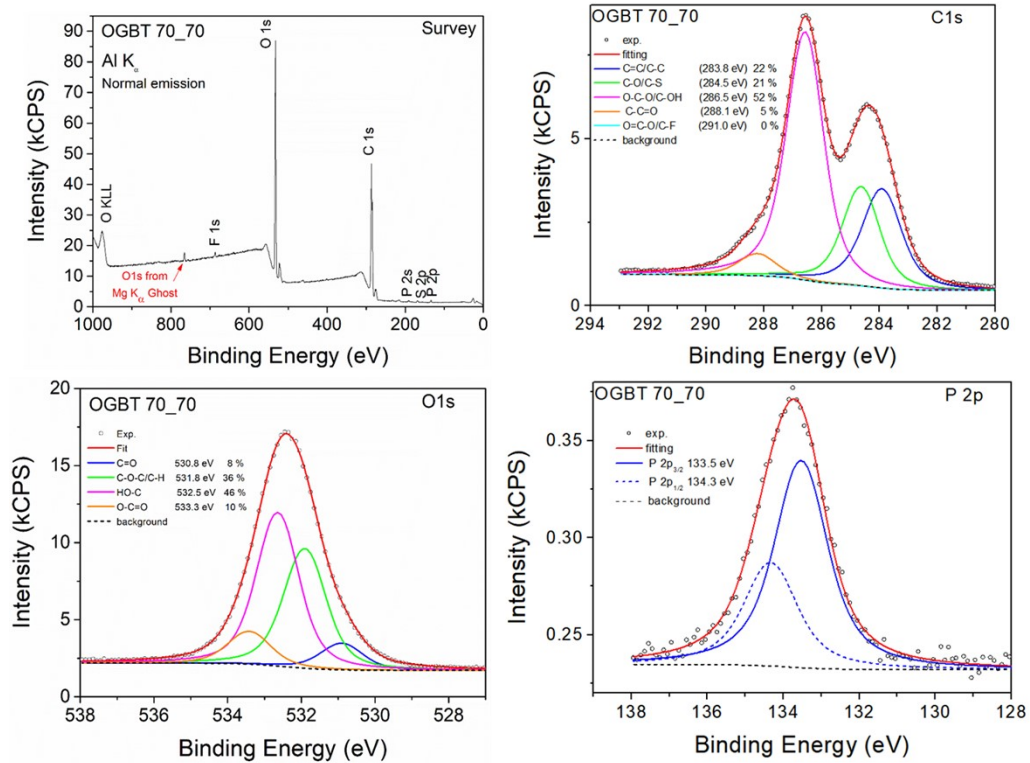 OGBT 70_70
Survey
Al Kα
Normal emission
O KLL
O1s from
Mg Kα Ghost
F 1s
O 1s
C 1s
P 2s
S 2p
P 2p
90
80
70
60
50
40
30
20
10
0
Intensity (kCPS)
1000 800 600 400 200 0
Binding Energy (eV)
OGBT 70_70
C1s
exp.
fitting
C=C/C-C (283.8 eV) 22 %
C-O/C-S (284.5 eV) 21 %
O-C-O/C-OH (286.5 eV) 52 %
C-C=O (288.1 eV) 5 %
O=C-O/C-F (291.0 eV) 0 %
background
5
0
Intensity (kCPS)
294 292 290 288 286 284 282 280
Binding Energy (eV)
OGBT 70_70
O1s
Exp.
Fit
C=O 530.8 eV 8 %
C-O-C/C-H 531.8 eV 36 %
HO-C 532.5 eV 46 %
O-C=O 533.3 eV 10 %
background
20
15
10
5
0
Intensity (kCPS)
538 536 534 532 530 528
Binding Energy (eV)
OGBT 70_70
P 2p
exp.
fitting
P 2p3/2 133.5 eV
P 2p1/2 134.3 eV
background
0.35
0.30
0.25
Intensity (kCPS)
138 136 134 132 130 128
Binding Energy (eV)